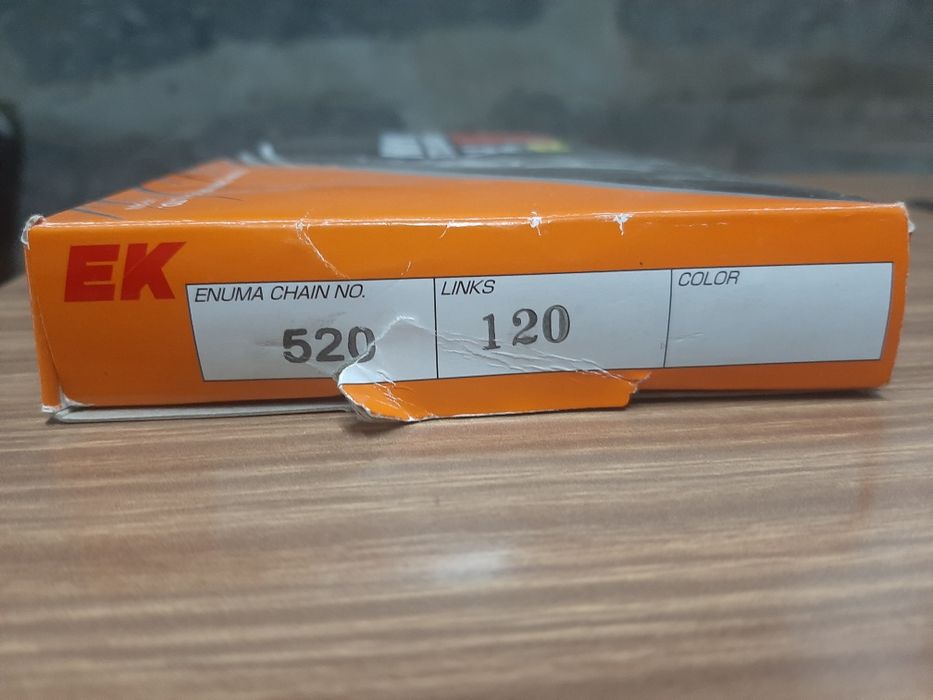 EK
ENUMA CHAIN NO.
520
LINKS
120
COLOR